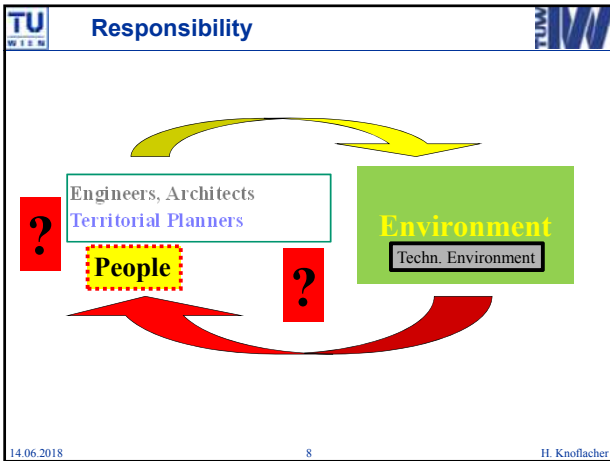 TU
WIEN
Responsibility
TUW
Engineers, Architects
Territorial Planners
?
People
?
Environment
Techn. Environment
14.06.2018
8
H. Knoflacher